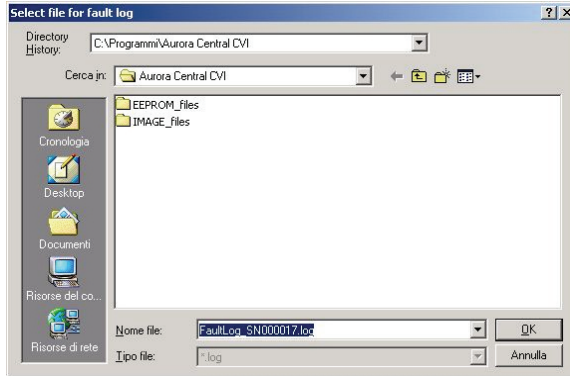 Select file for fault log
Directory History:
C:\Programmi\Aurora Central CVI
Cerca in:
Aurora Central CVI
EEPROM_files
IMAGE_files
Cronologia
Desktop
Documenti
Risorse del co...
Risorse di rete
Nome file:
FaultLog_SN000017.log
OK
Tipo file:
*.log
Annulla